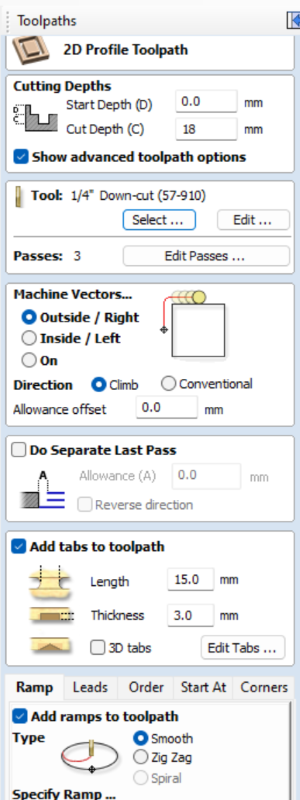 Toolpaths
2D Profile Toolpath
Cutting Depths
Start Depth (D) 0.0 mm
D
C
Cut Depth (C) 18 mm
Show advanced toolpath options
Tool: 1/4" Down-cut (57-910)
Select ... Edit ...
Passes: 3 Edit Passes ...
Machine Vectors...
Outside / Right
Inside / Left
On
Direction Climb Conventional
Allowance offset 0.0 mm
Do Separate Last Pass
A Allowance (A) 0.0 mm
Reverse direction
Add tabs to toolpath
Length 15.0 mm
Thickness 3.0 mm
3D tabs Edit Tabs ...
Ramp Leads Order Start At Corners
Add ramps to toolpath
Type Smooth
Zig Zag
Spiral
Specify Ramp ...